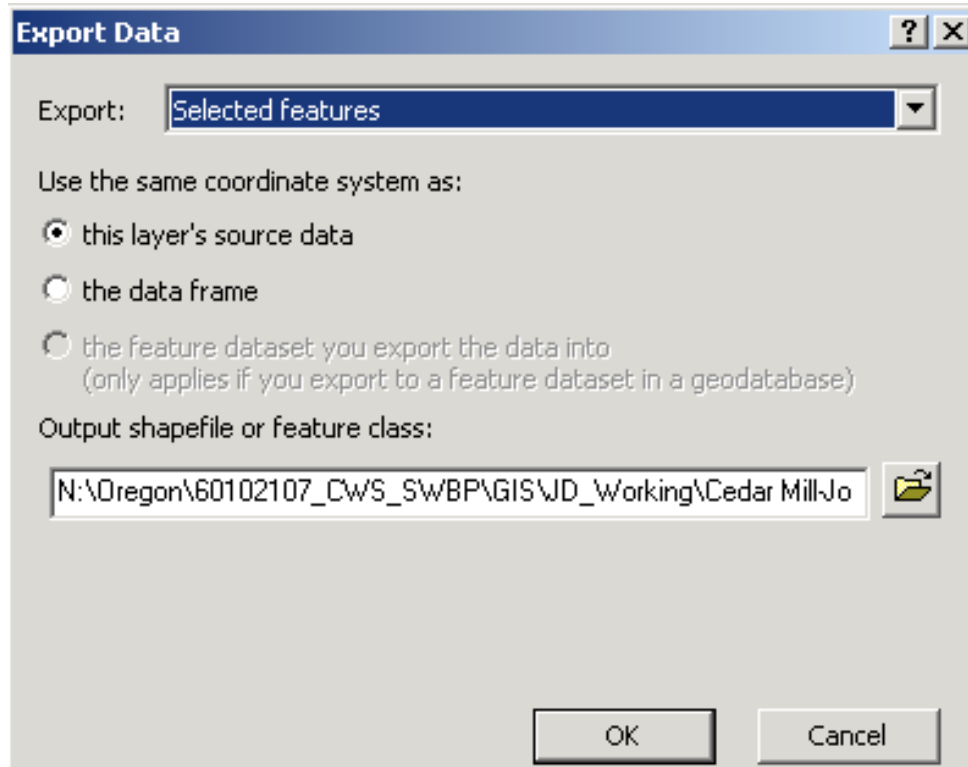 Export Data
Export: Selected features
Use the same coordinate system as:
this layer's source data
the data frame
the feature dataset you export the data into
(only applies if you export to a feature dataset in a geodatabase)
Output shapefile or feature class:
N:\Oregon\60102107_CWS_SWBP\GIS\JD_Working\Cedar Mill-Jo
OK Cancel